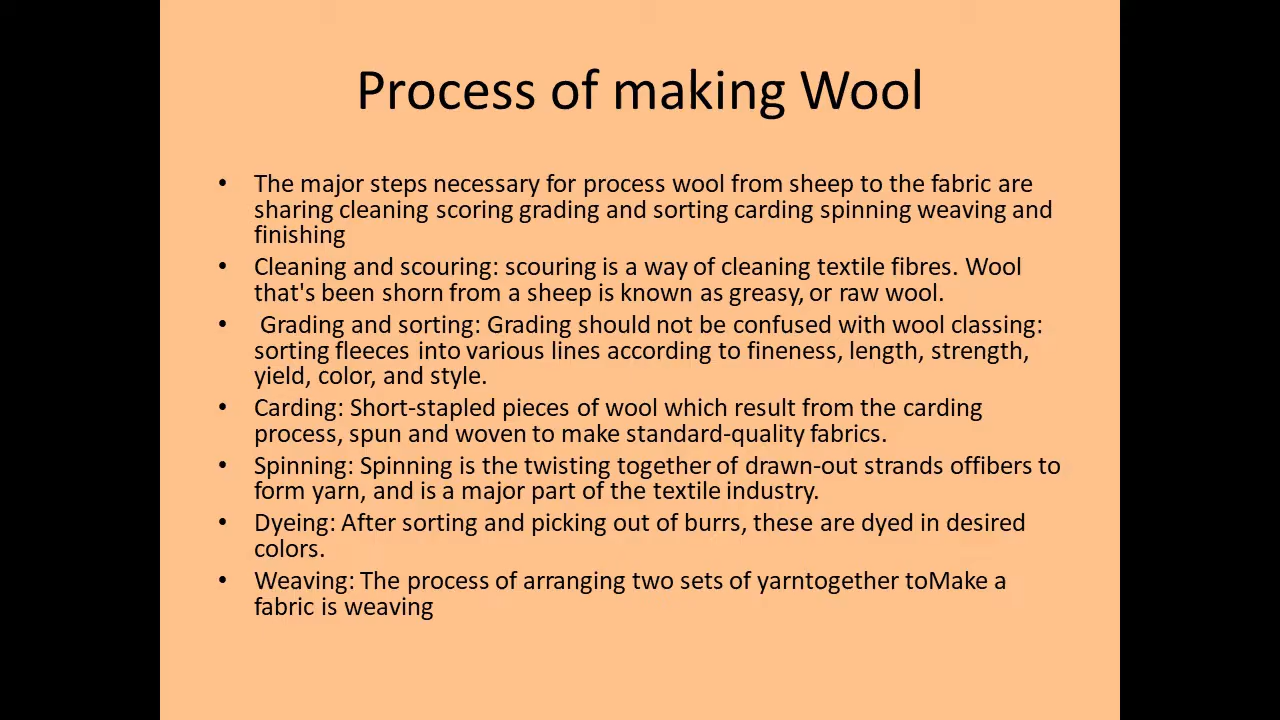 Process of making Wool
• The major steps necessary for process wool from sheep to the fabric are
sharing cleaning scoring grading and sorting carding spinning weaving and
finishing
• Cleaning and scouring: scouring is a way of cleaning textile fibres. Wool
that's been shorn from a sheep is known as greasy, or raw wool.
• Grading and sorting: Grading should not be confused with wool classing:
sorting fleeces into various lines according to fineness, length, strength,
yield, color, and style.
• Carding: Short-stapled pieces of wool which result from the carding
process, spun and woven to make standard-quality fabrics.
• Spinning: Spinning is the twisting together of drawn-out strands offibers to
form yarn, and is a major part of the textile industry.
• Dyeing: After sorting and picking out of burrs, these are dyed in desired
colors.
• Weaving: The process of arranging two sets of yarntogether toMake a
fabric is weaving